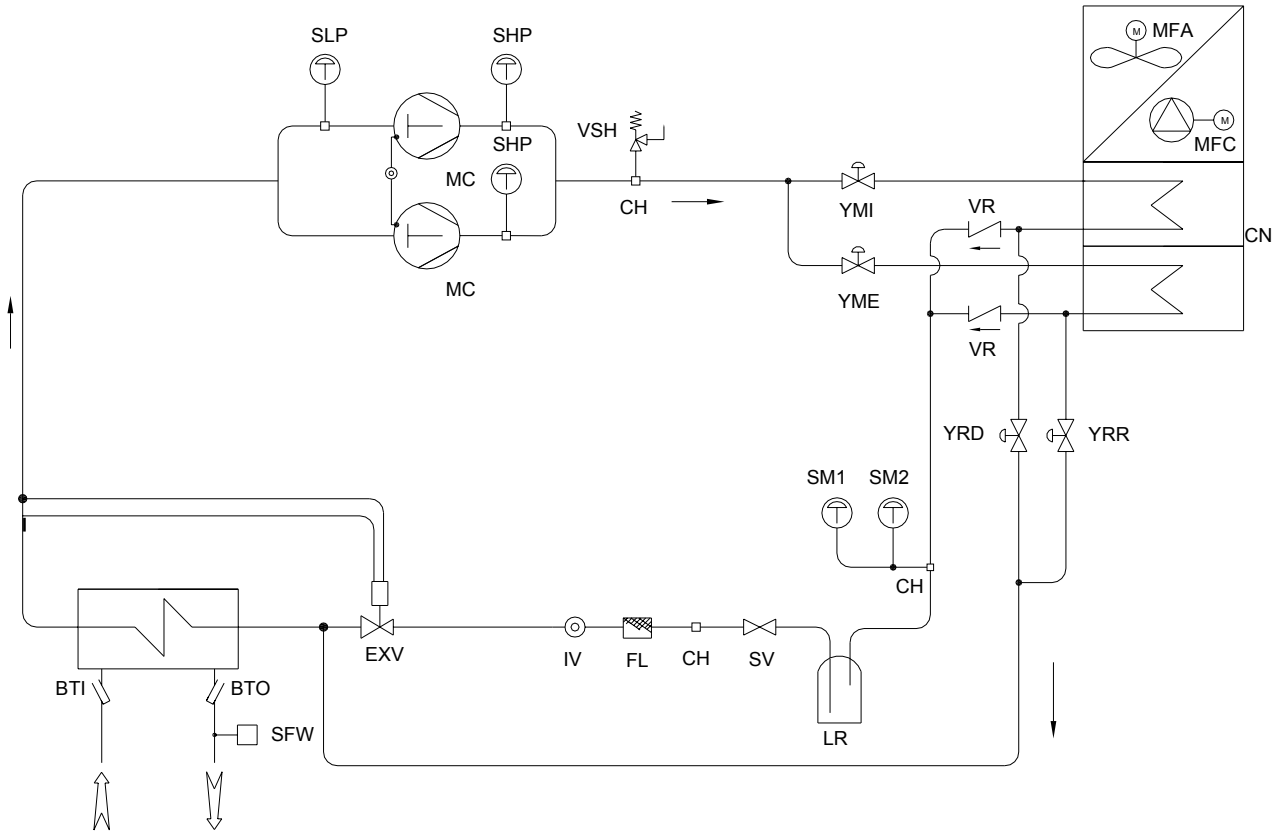 SLP
SHP
MFA
M
VSH
SHP
M
MC
MFC
CH
YMI
VR
CN
MC
YME
VR
YRD
YRR
SM1
SM2
CH
EXV
IV
FL
CH
SV
BTI
BTO
SFW
LR